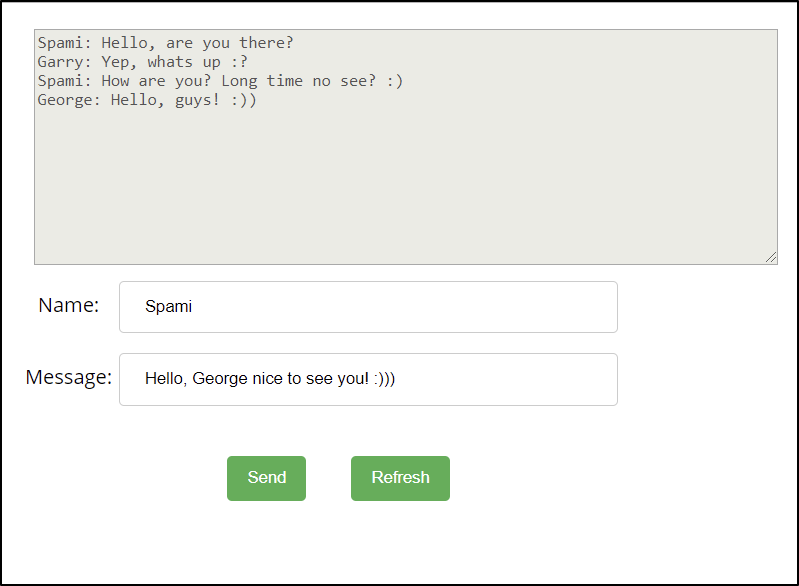 Spami: Hello, are you there?
Garry: Yep, whats up :?
Spami: How are you? Long time no see? :)
George: Hello, guys! :))
Name: Spami
Message: Hello, George nice to see you! :)))
Send Refresh